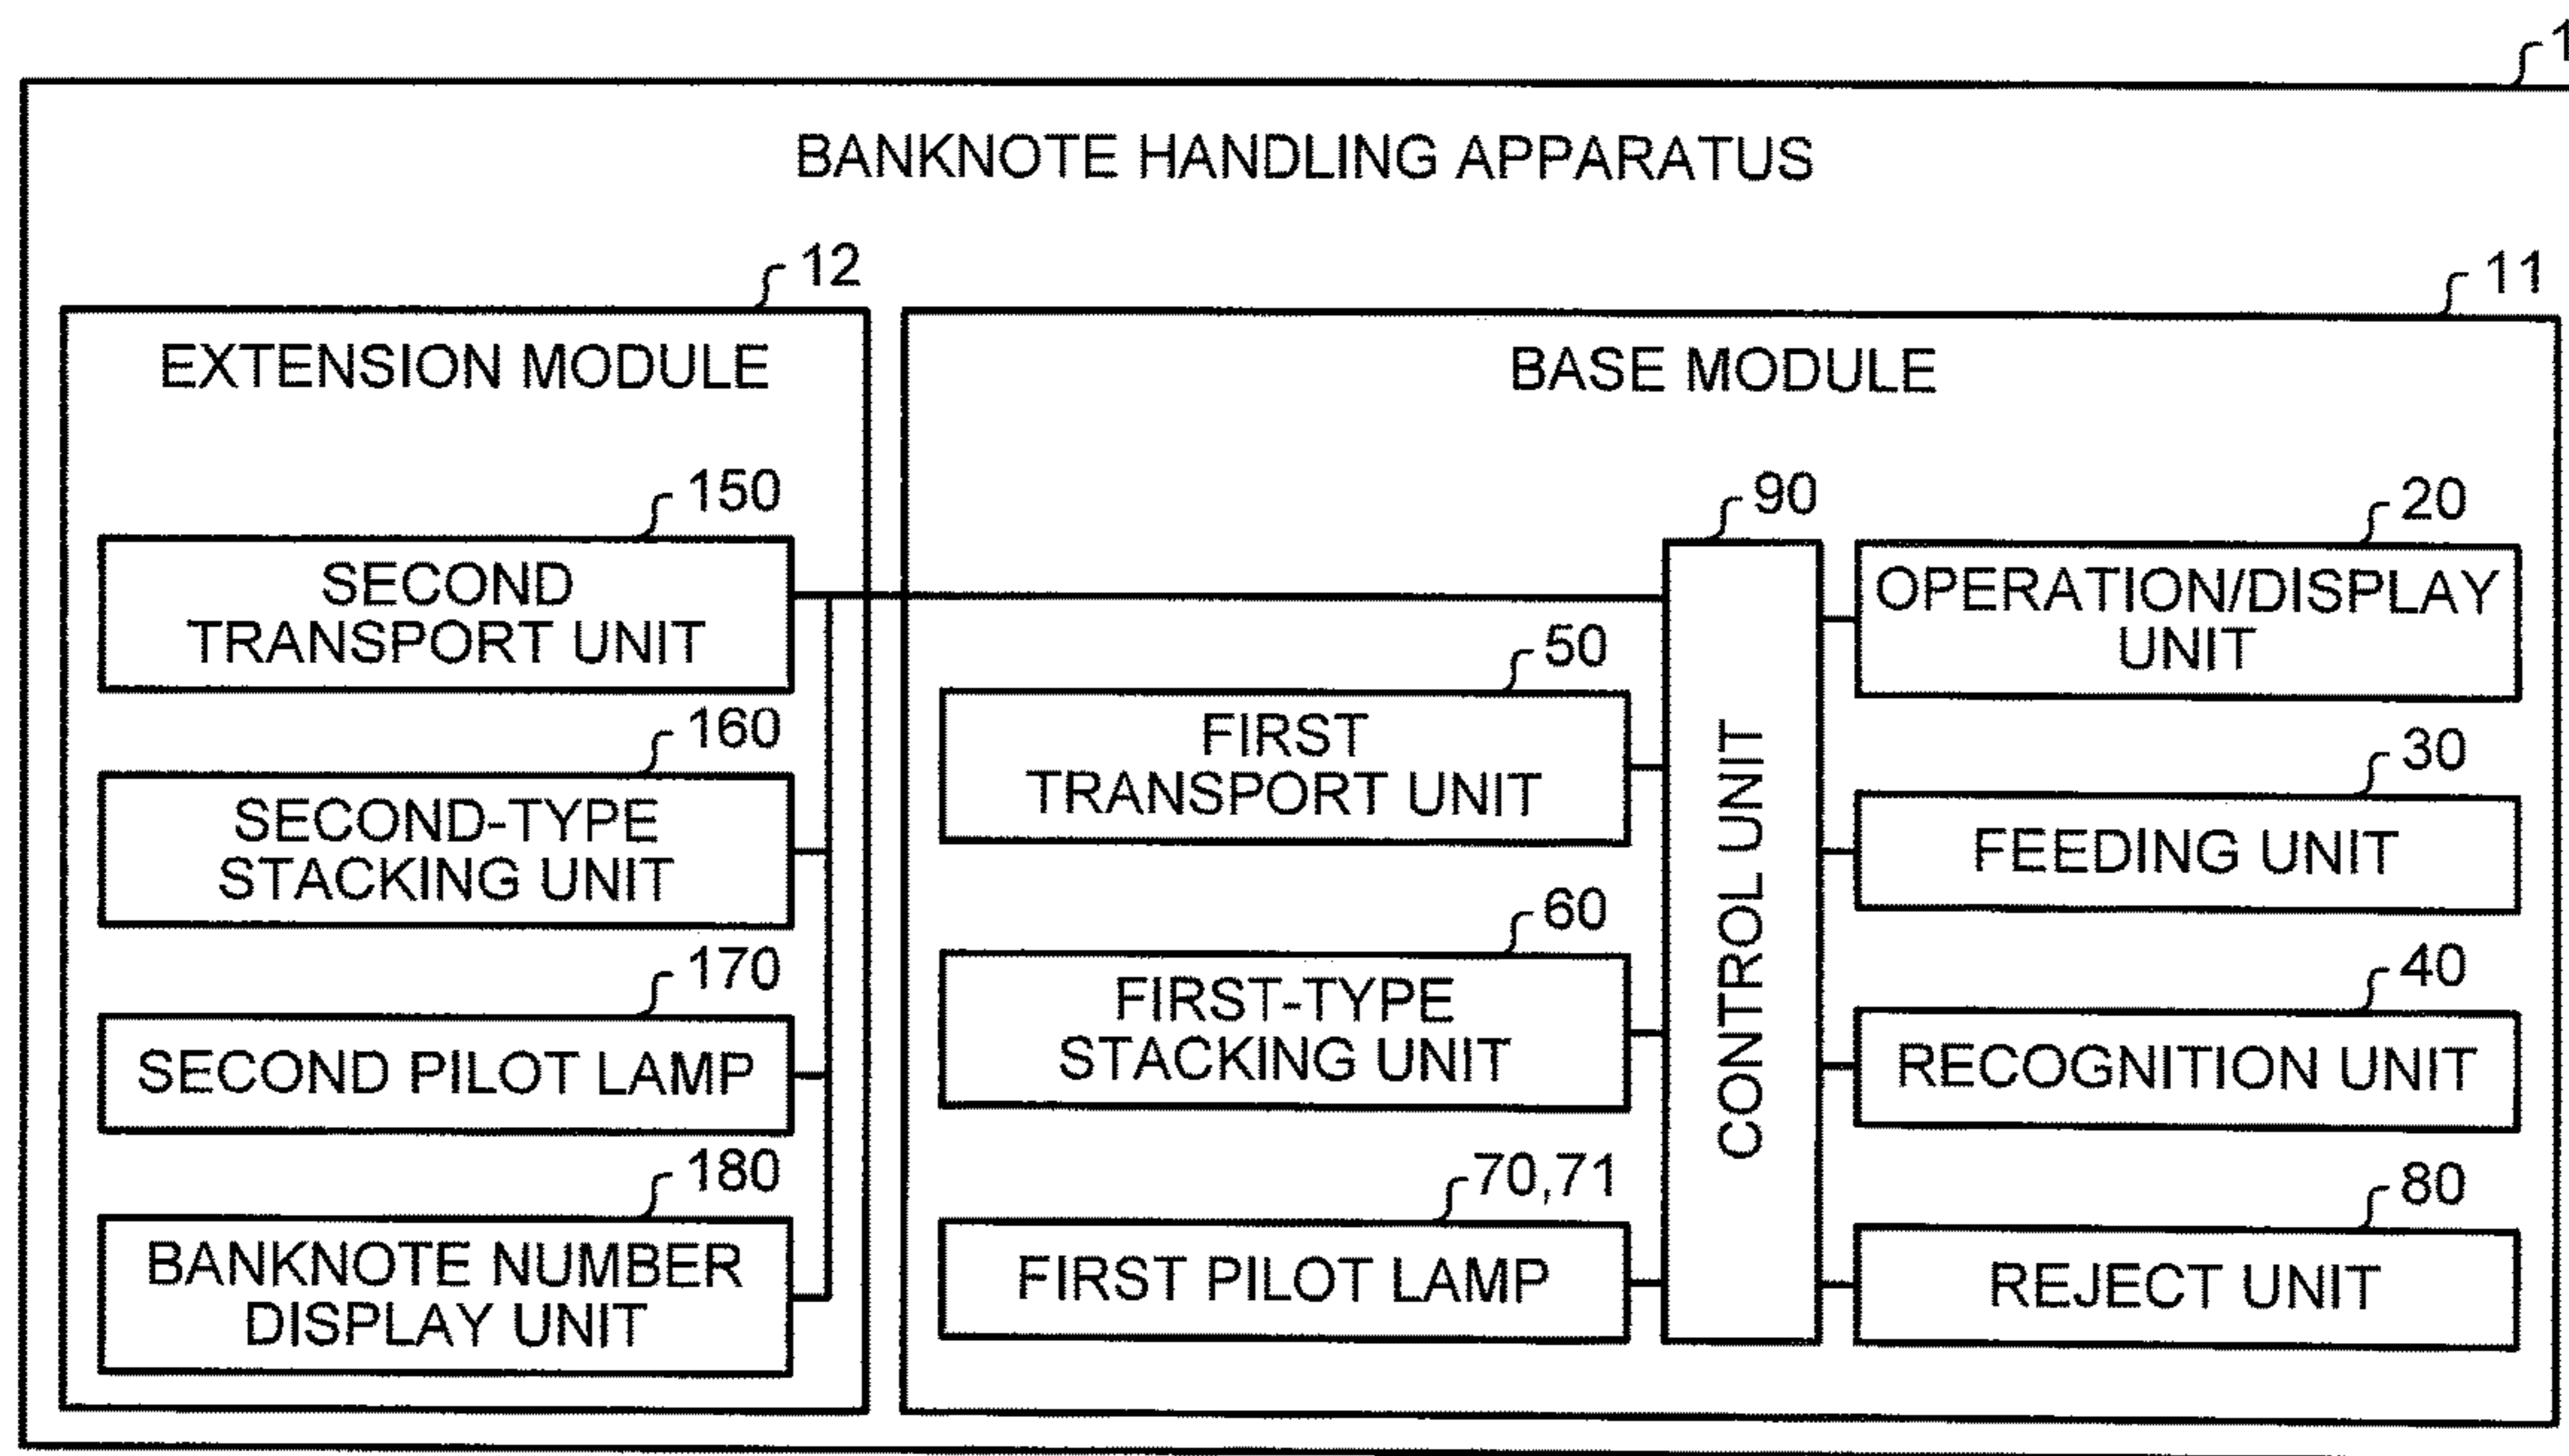 1
BANKNOTE HANDLING APPARATUS
12
EXTENSION MODULE
150
SECOND
TRANSPORT UNIT
160
SECOND-TYPE
STACKING UNIT
170
SECOND PILOT LAMP
180
BANKNOTE NUMBER
DISPLAY UNIT
11
BASE MODULE
50
FIRST
TRANSPORT UNIT
60
FIRST-TYPE
STACKING UNIT
70,71
FIRST PILOT LAMP
90
CONTROL UNIT
20
OPERATION/DISPLAY
UNIT
30
FEEDING UNIT
40
RECOGNITION UNIT
80
REJECT UNIT